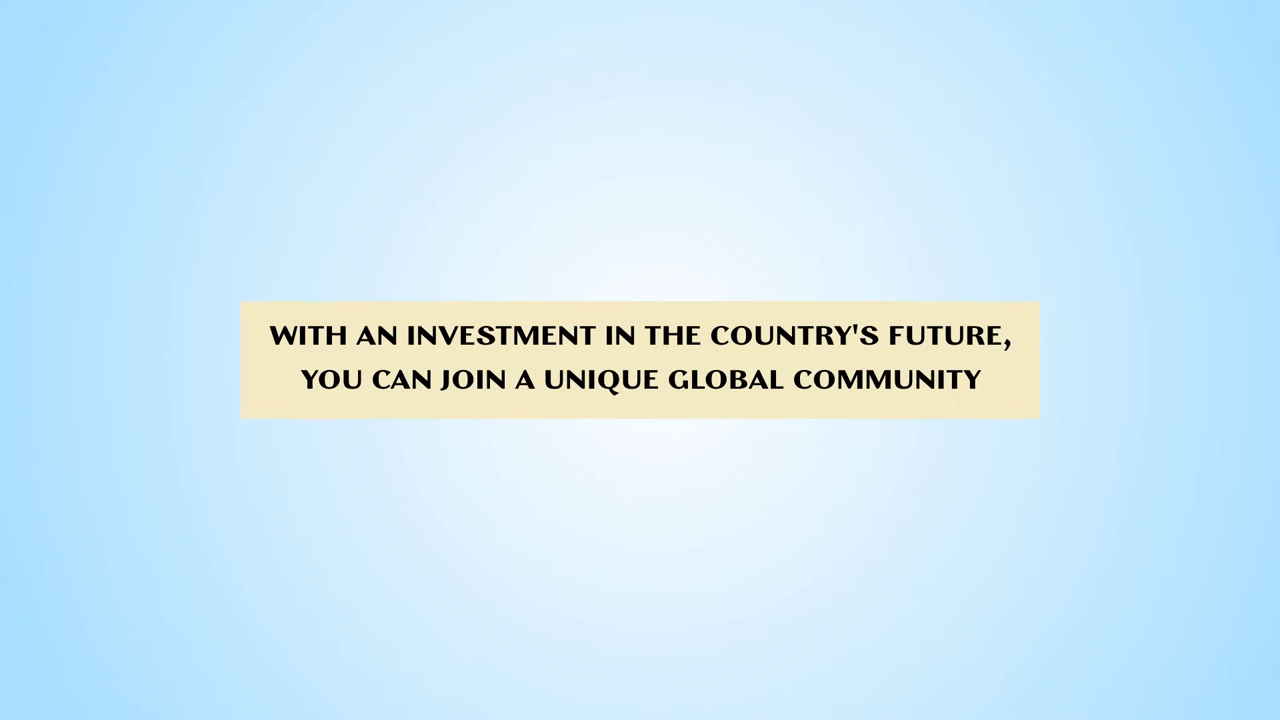 WITH AN INVESTMENT IN THE COUNTRY'S FUTURE,
YOU CAN JOIN A UNIQUE GLOBAL COMMUNITY